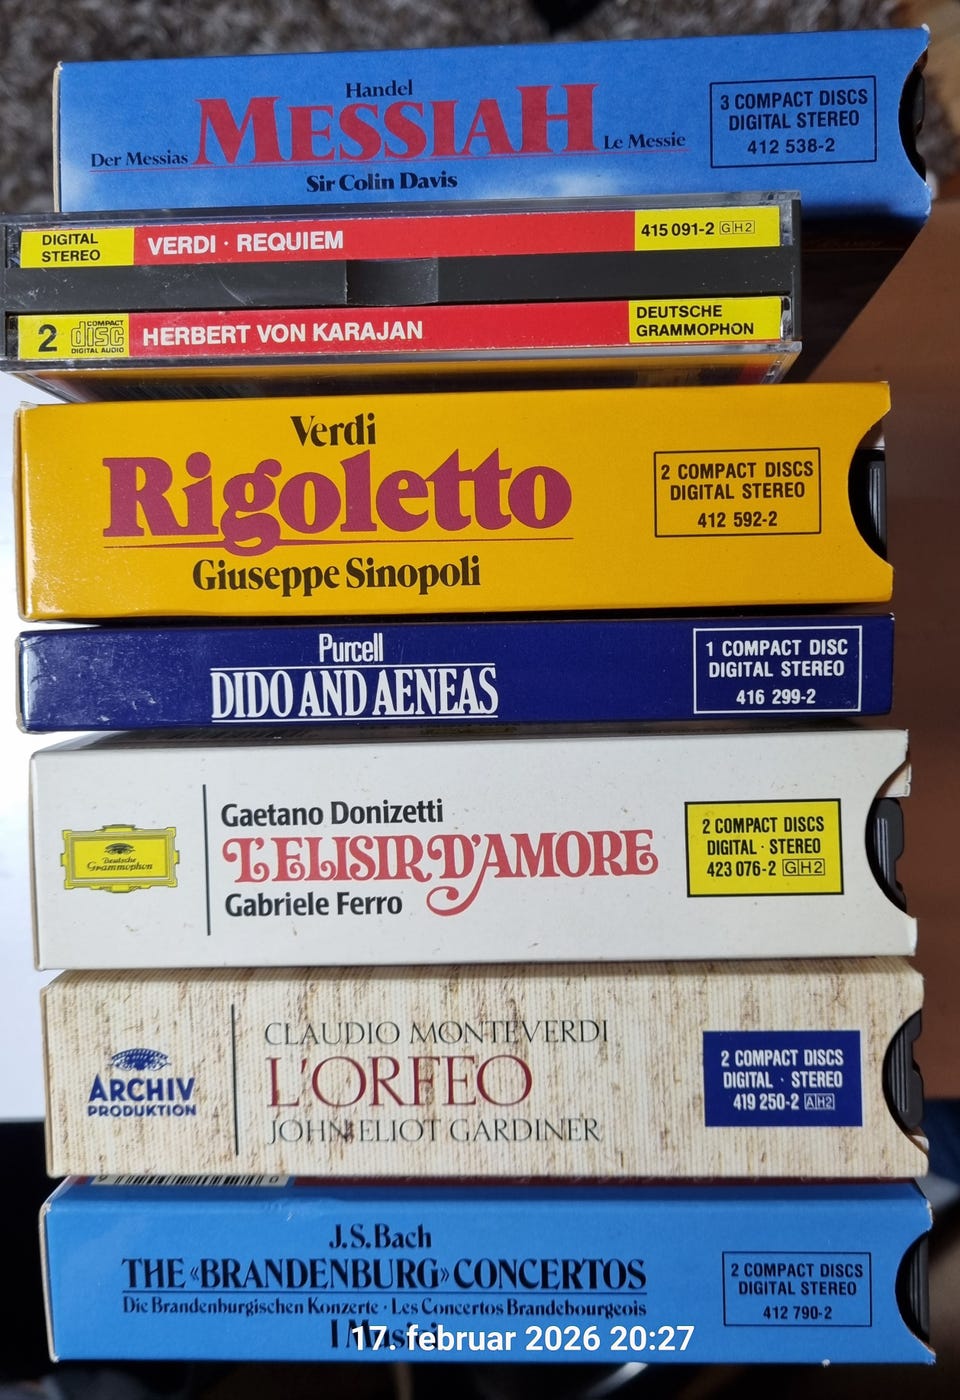 Handel
MESSIAH
Der Messias
Le Messie
Sir Colin Davis
3 COMPACT DISCS
DIGITAL STEREO
412 538-2
DIGITAL
STEREO
VERDI · REQUIEM
415 091-2 GH2
2
COMPACT
disc
DIGITAL AUDIO
HERBERT VON KARAJAN
DEUTSCHE
GRAMMOPHON
Verdi
Rigoletto
Giuseppe Sinopoli
2 COMPACT DISCS
DIGITAL STEREO
412 592-2
Purcell
DIDO AND AENEAS
1 COMPACT DISC
DIGITAL STEREO
416 299-2
Deutsche
Grammophon
Gaetano Donizetti
L'ELISIR D'AMORE
Gabriele Ferro
2 COMPACT DISCS
DIGITAL · STEREO
423 076-2 GH2
ARCHIV
PRODUKTION
CLAUDIO MONTEVERDI
L'ORFEO
JOHN ELIOT GARDINER
2 COMPACT DISCS
DIGITAL · STEREO
419 250-2 AH2
J.S.Bach
THE «BRANDENBURG» CONCERTOS
Die Brandenburgischen Konzerte · Les Concertos Brandebourgeois
I Musici
2 COMPACT DISCS
DIGITAL STEREO
412 790-2
17. februar 2026 20:27